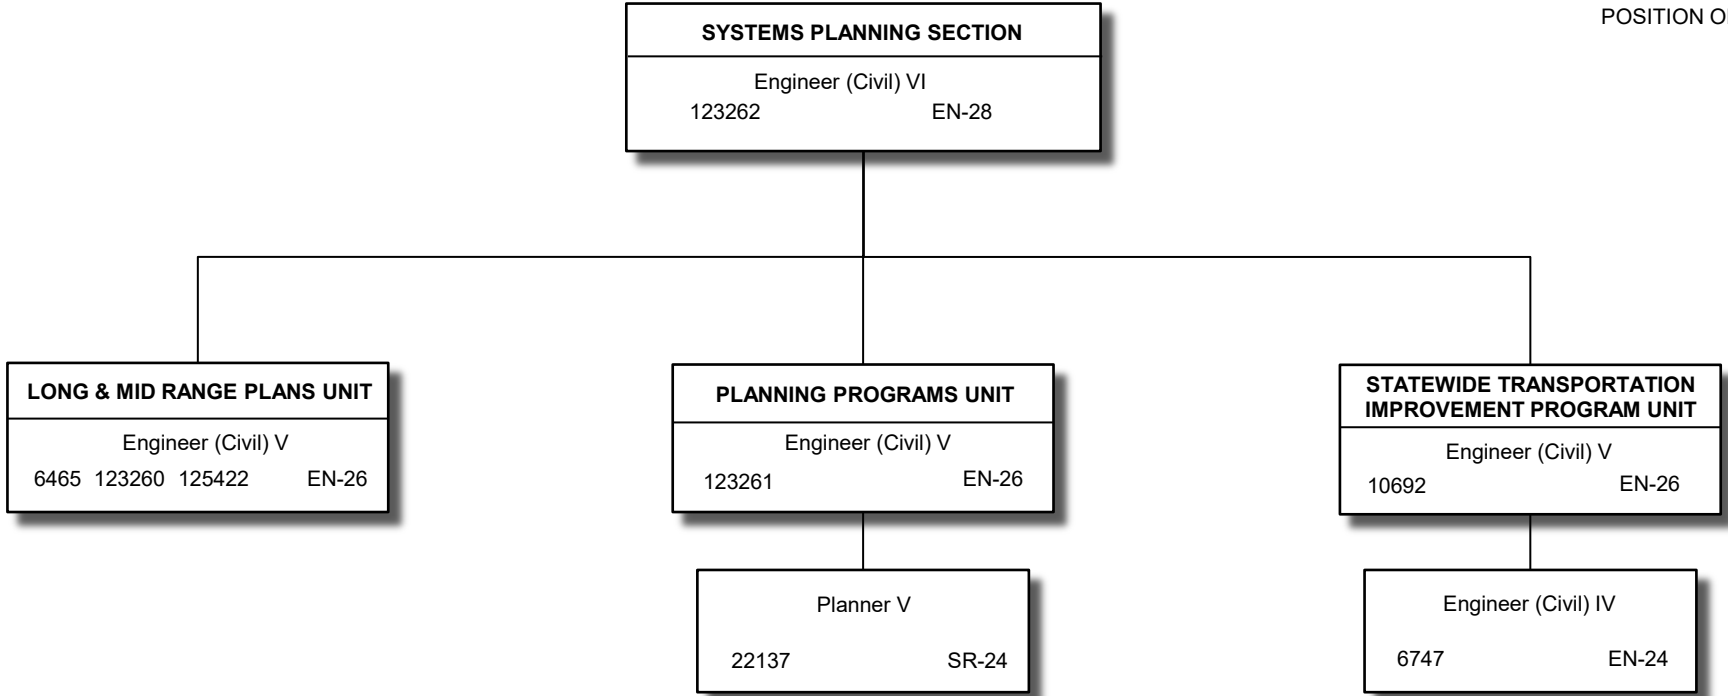 POSITION O
SYSTEMS PLANNING SECTION
Engineer (Civil) VI
123262 EN-28
LONG & MID RANGE PLANS UNIT
Engineer (Civil) V
6465 123260 125422 EN-26
PLANNING PROGRAMS UNIT
Engineer (Civil) V
123261 EN-26
Planner V
22137 SR-24
STATEWIDE TRANSPORTATION
IMPROVEMENT PROGRAM UNIT
Engineer (Civil) V
10692 EN-26
Engineer (Civil) IV
6747 EN-24